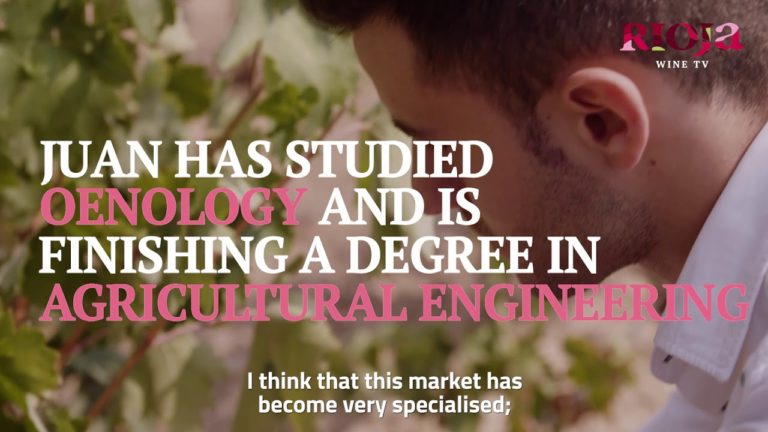 RIOJA
WINE TV
JUAN HAS STUDIED
OENOLOGY AND IS
FINISHING A DEGREE IN
AGRICULTURAL ENGINEERING
I think that this market has
become very specialised;